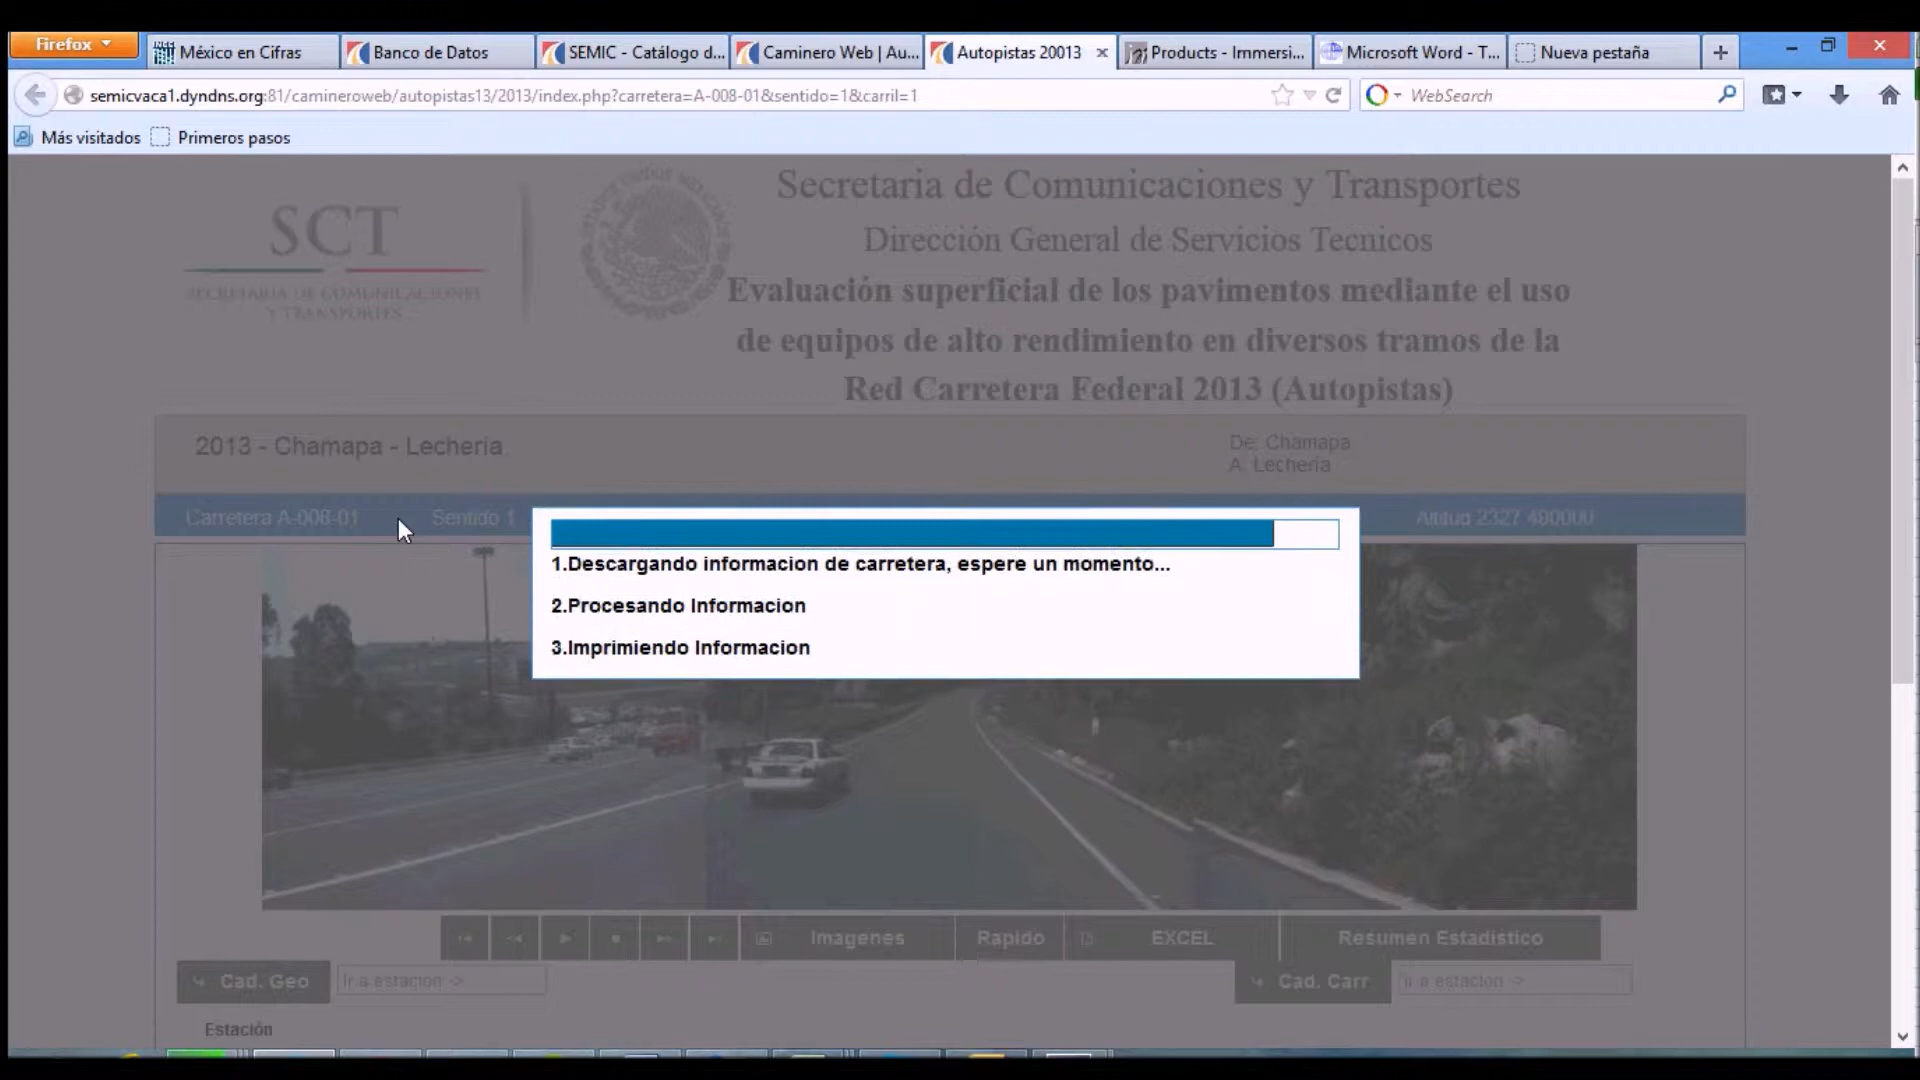 Firefox
México en Cifras
Banco de Datos
SEMIC - Catálogo d...
Caminero Web | Au...
Autopistas 20013
Products - Immersi...
Microsoft Word - T...
Nueva pestaña
semicvaca1.dyndns.org:81/camineroweb/autopistas13/2013/index.php?carretera=A-008-01&sentido=1&carril=1
WebSearch
Más visitados
Primeros pasos
SCT
SECRETARÍA DE COMUNICACIONES
Y TRANSPORTES
Secretaria de Comunicaciones y Transportes
Dirección General de Servicios Tecnicos
Evaluación superficial de los pavimentos mediante el uso
de equipos de alto rendimiento en diversos tramos de la
Red Carretera Federal 2013 (Autopistas)
2013 - Chamapa - Lecheria
De: Chamapa
A: Lecheria
Carretera A-008-01
Sentido 1
Altitud 2327.480000
1.Descargando informacion de carretera, espere un momento...
2.Procesando Informacion
3.Imprimiendo Informacion
Imagenes
Rapido
EXCEL
Resumen Estadistico
Cad. Geo
Ir a estacion ->
Cad. Carr
Ir a estacion ->
Estación